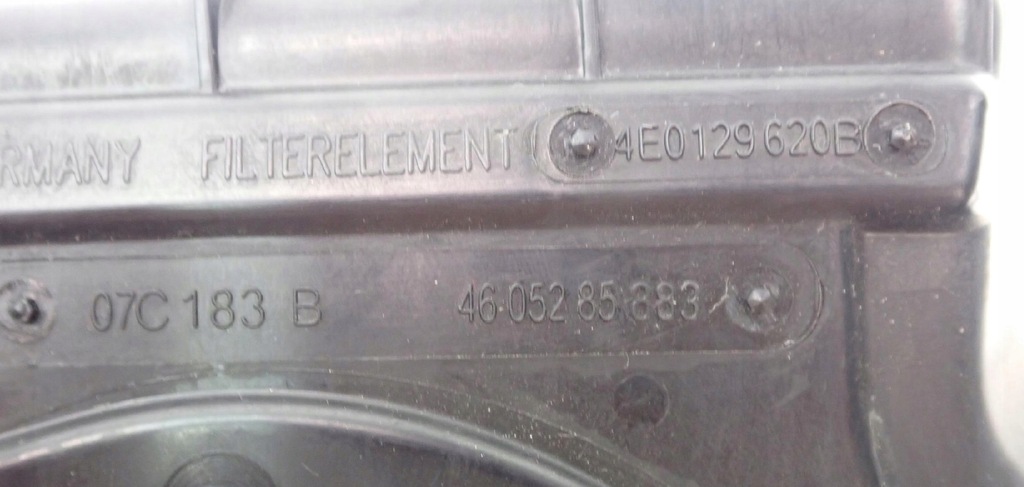 RMANY FILTERELEMENT 4E0129620B
07C 183 B 46 052 85 883